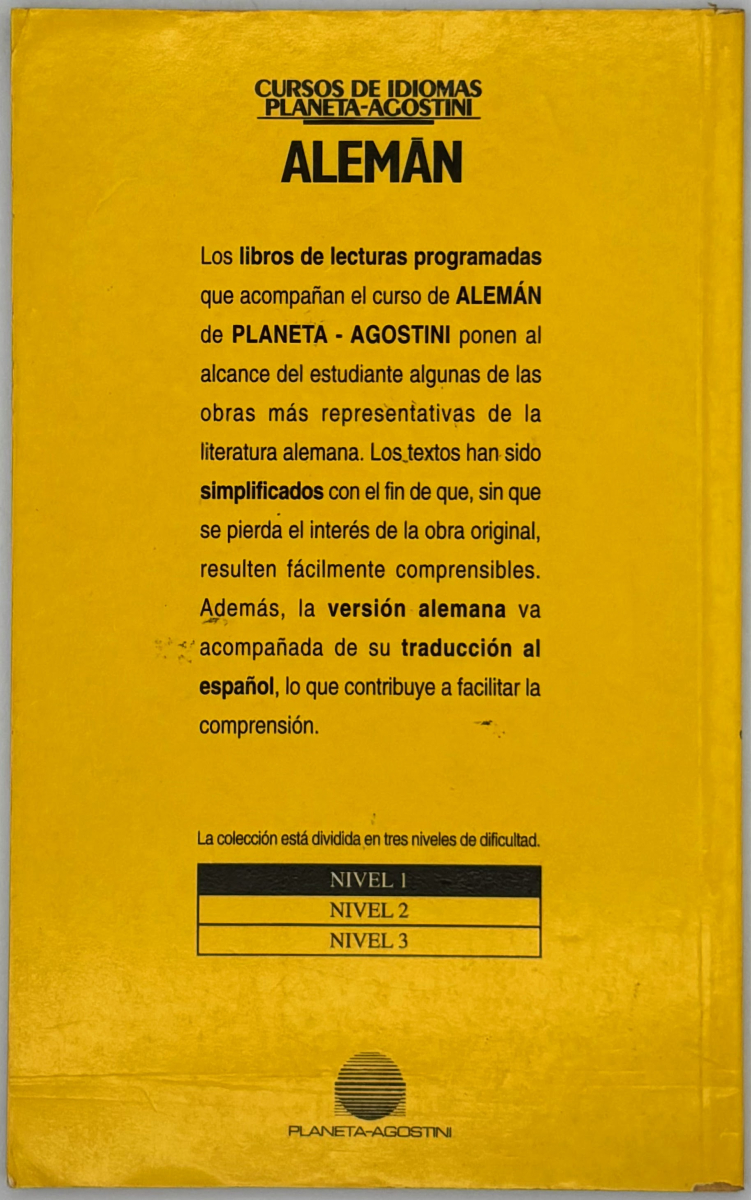 CURSOS DE IDIOMAS
PLANETA-AGOSTINI
ALEMÁN
Los libros de lecturas programadas
que acompañan el curso de ALEMÁN
de PLANETA - AGOSTINI ponen al
alcance del estudiante algunas de las
obras más representativas de la
literatura alemana. Los textos han sido
simplificados con el fin de que, sin que
se pierda el interés de la obra original,
resulten fácilmente comprensibles.
Además, la versión alemana va
acompañada de su traducción al
español, lo que contribuye a facilitar la
comprensión.
La colección está dividida en tres niveles de dificultad.
NIVEL 1
NIVEL 2
NIVEL 3
PLANETA-AGOSTINI